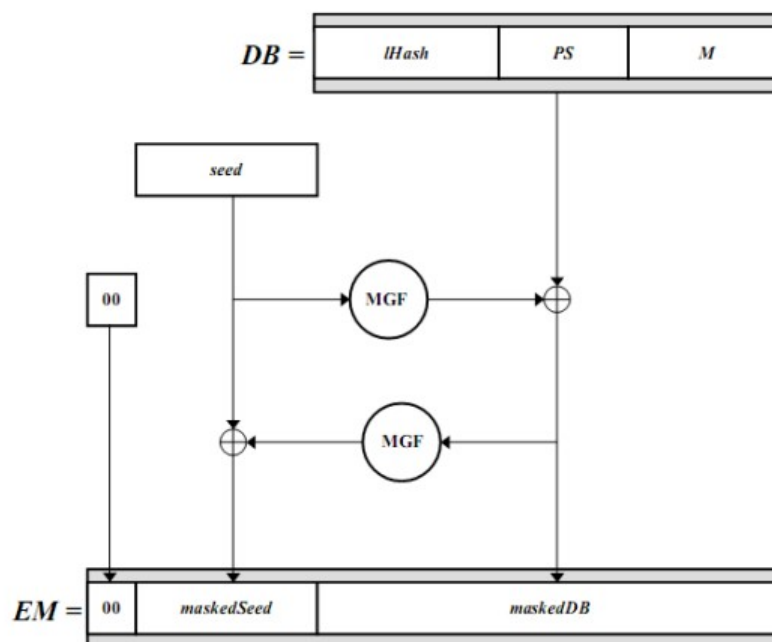 DB = lHash PS M
seed
00 MGF
MGF
EM = 00 maskedSeed maskedDB